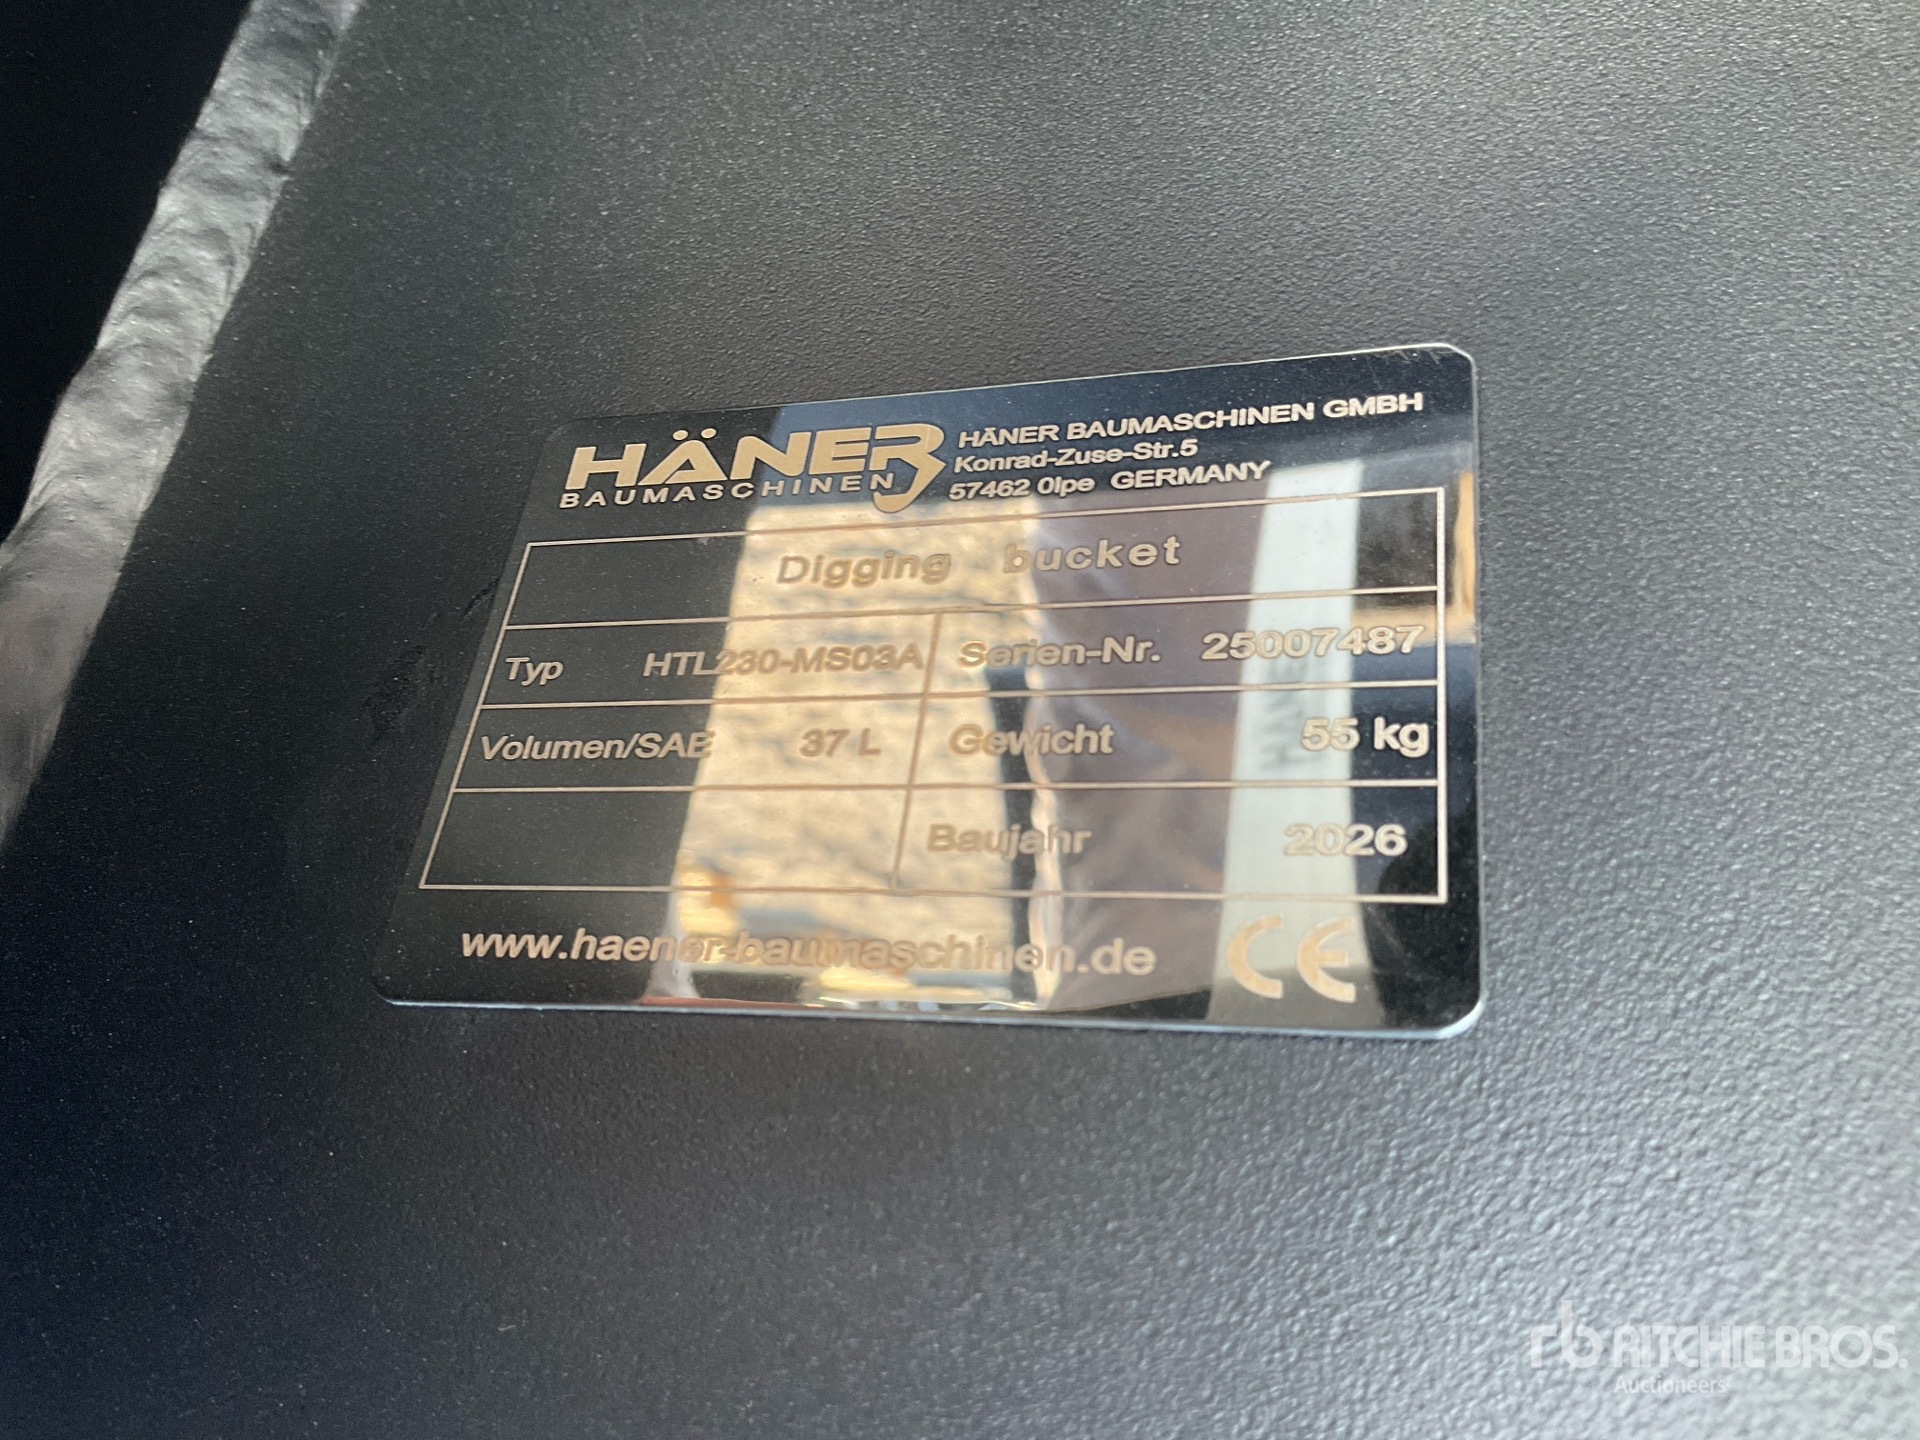 HÄNER
BAUMASCHINEN
HÄNER BAUMASCHINEN GMBH
Konrad-Zuse-Str.5
57462 Olpe GERMANY
Digging bucket
Typ HTL230-MS03A Serien-Nr. 25007487
Volumen/SAE 37 L Gewicht 55 kg
Baujahr 2026
www.haener-baumaschinen.de
CE
rb RITCHIE BROS.
Auctioneers